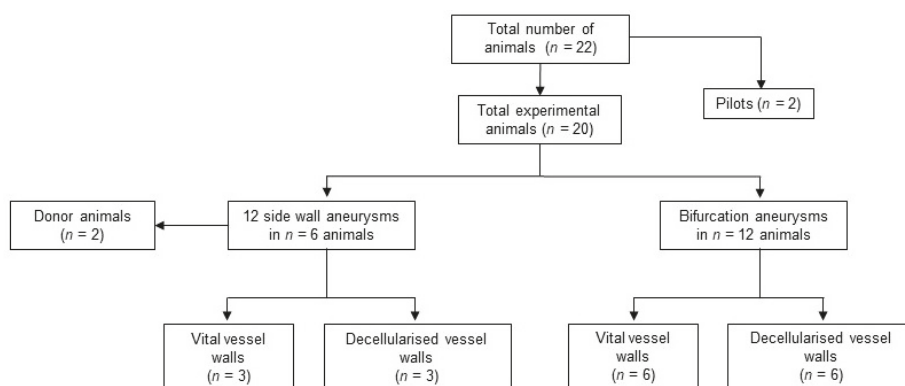 Total number of
animals (n = 22)
Pilots (n = 2)
Total experimental
animals (n = 20)
Donor animals
(n = 2)
12 side wall aneurysms
in n = 6 animals
Bifurcation aneurysms
in n = 12 animals
Vital vessel
walls
(n = 3)
Decellularised vessel
walls
(n = 3)
Vital vessel
walls
(n = 6)
Decellularised vessel
walls
(n = 6)